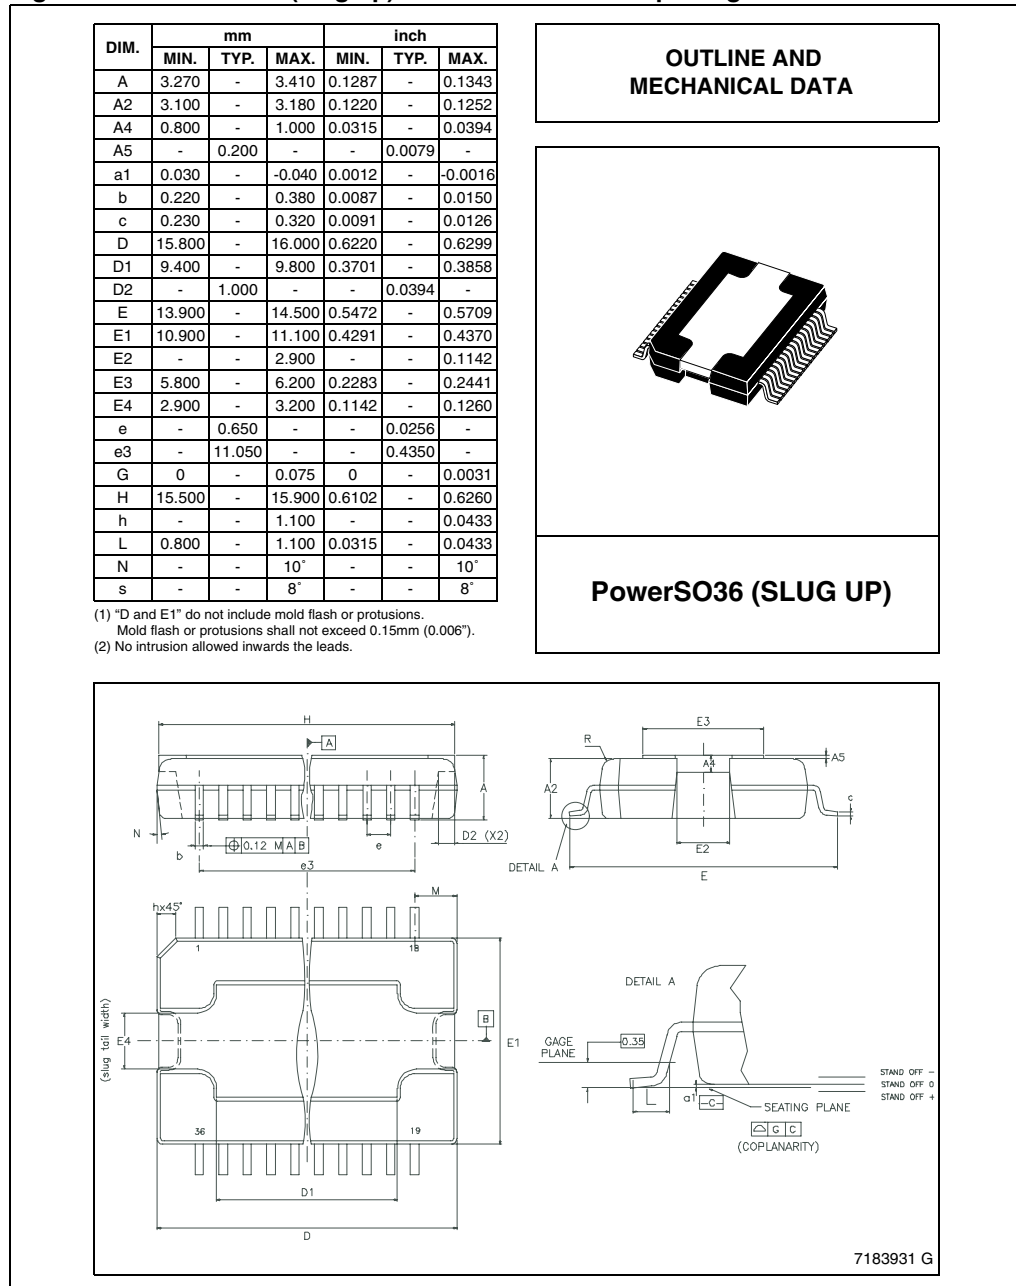 DIM. mm inch
MIN. TYP. MAX. MIN. TYP. MAX.
A 3.270 - 3.410 0.1287 - 0.1343
A2 3.100 - 3.180 0.1220 - 0.1252
A4 0.800 - 1.000 0.0315 - 0.0394
A5 - 0.200 - - 0.0079 -
a1 0.030 - -0.040 0.0012 - -0.0016
b 0.220 - 0.380 0.0087 - 0.0150
c 0.230 - 0.320 0.0091 - 0.0126
D 15.800 - 16.000 0.6220 - 0.6299
D1 9.400 - 9.800 0.3701 - 0.3858
D2 - 1.000 - - 0.0394 -
E 13.900 - 14.500 0.5472 - 0.5709
E1 10.900 - 11.100 0.4291 - 0.4370
E2 - - 2.900 - - 0.1142
E3 5.800 - 6.200 0.2283 - 0.2441
E4 2.900 - 3.200 0.1142 - 0.1260
e - 0.650 - - 0.0256 -
e3 - 11.050 - - 0.4350 -
G 0 - 0.075 0 - 0.0031
H 15.500 - 15.900 0.6102 - 0.6260
h - - 1.100 - - 0.0433
L 0.800 - 1.100 0.0315 - 0.0433
N - - 10˚ - - 10˚
s - - 8˚ - - 8˚
(1) “D and E1” do not include mold flash or protusions.
Mold flash or protusions shall not exceed 0.15mm (0.006”).
(2) No intrusion allowed inwards the leads.
OUTLINE AND
MECHANICAL DATA
PowerSO36 (SLUG UP)
H
A
A
N
b
0.12 M A B
e
e3
D2 (X2)
E3
R
A4
A5
A2
c
E2
DETAIL A
E
M
hx45°
1
18
(slug tail width)
E4
B
E1
36
19
D1
D
DETAIL A
GAGE
PLANE
0.35
L
a1
-C-
SEATING PLANE
STAND OFF -
STAND OFF 0
STAND OFF +
G C
(COPLANARITY)
7183931 G